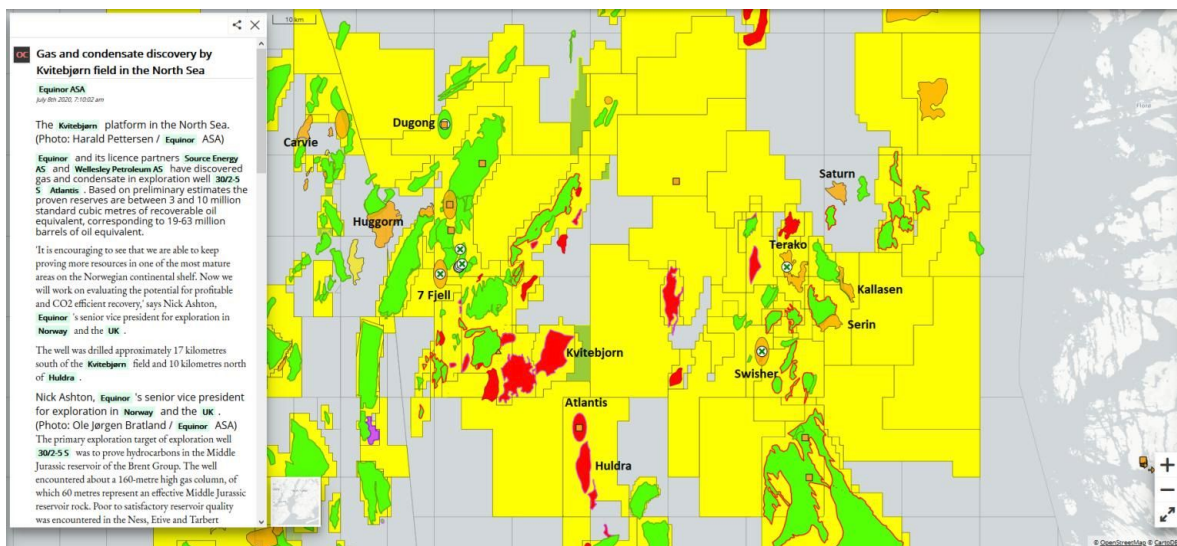 OC
Gas and condensate discovery by
Kvitebjørn field in the North Sea
Equinor ASA
July 8th 2020, 7:10:02 am
The Kvitebjørn platform in the North Sea.
(Photo: Harald Pettersen / Equinor ASA)
Equinor and its licence partners Source Energy
AS and Wellesley Petroleum AS have discovered
gas and condensate in exploration well 30/2-5
S Atlantis . Based on preliminary estimates the
proven reserves are between 3 and 10 million
standard cubic metres of recoverable oil
equivalent, corresponding to 19-63 million
barrels of oil equivalent.
'It is encouraging to see that we are able to keep
proving more resources in one of the most mature
areas on the Norwegian continental shelf. Now we
will work on evaluating the potential for profitable
and CO2 efficient recovery,' says Nick Ashton,
Equinor 's senior vice president for exploration in
Norway and the UK .
The well was drilled approximately 17 kilometres
south of the Kvitebjørn field and 10 kilometres north
of Huldra .
Nick Ashton, Equinor 's senior vice president
for exploration in Norway and the UK .
(Photo: Ole Jørgen Bratland / Equinor ASA)
The primary exploration target of exploration well
30/2-5 S was to prove hydrocarbons in the Middle
Jurassic reservoir of the Brent Group. The well
encountered about a 160-metre high gas column, of
which 60 metres represent an effective Middle Jurassic
reservoir rock. Poor to satisfactory reservoir quality
was encountered in the Ness, Etive and Tarbert
10 km
Dugong
Carvie
Huggorm
7 Fjell
Kvitebjorn
Atlantis
Huldra
Saturn
Terako
Kallasen
Serin
Swisher
+
−
© OpenStreetMap © CartoDB